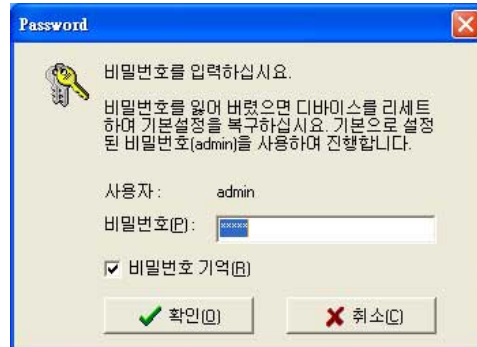 Password
비밀번호를 입력하십시요.
비밀번호를 잃어 버렸으면 디바이스를 리세트
하여 기본설정을 복구하십시요. 기본으로 설정
된 비밀번호(admin)을 사용하여 진행합니다.
사용자 : admin
비밀번호(P): *****
비밀번호 기억(R)
확인(O) 취소(C)